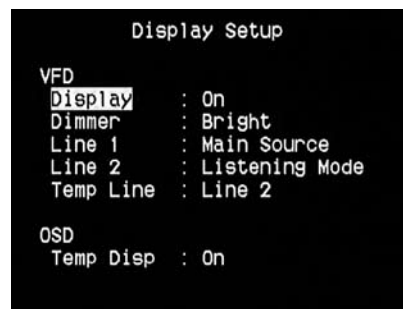 Display Setup
VFD
Display : On
Dimmer : Bright
Line 1 : Main Source
Line 2 : Listening Mode
Temp Line : Line 2
OSD
Temp Disp : On